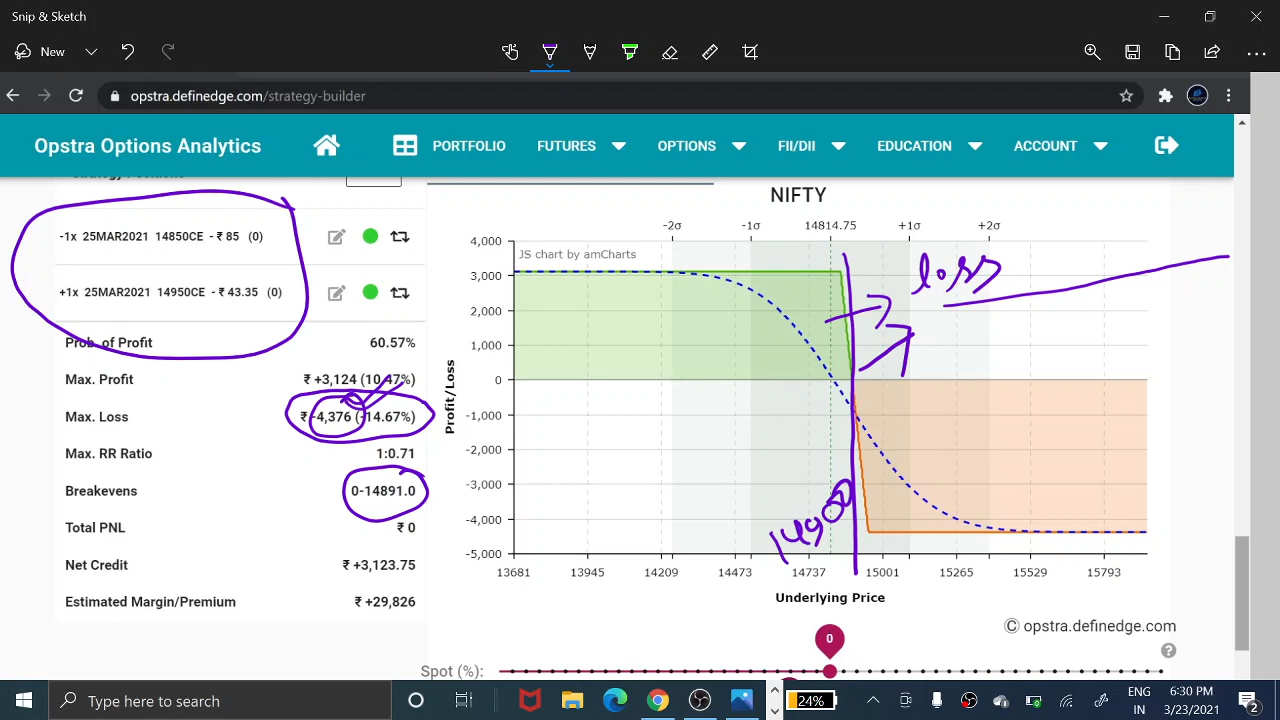 Snip & Sketch
New
opstra.definedge.com/strategy-builder
Opstra Options Analytics
PORTFOLIO
FUTURES
OPTIONS
FII/DII
EDUCATION
ACCOUNT
-1x 25MAR2021 14850CE - ₹ 85 (0)
+1x 25MAR2021 14950CE - ₹ 43.35 (0)
Prob. of Profit 60.57%
Max. Profit ₹ +3,124 (10.47%)
Max. Loss ₹ -4,376 (-14.67%)
Max. RR Ratio 1:0.71
Breakevens 0-14891.0
Total PNL ₹ 0
Net Credit ₹ +3,123.75
Estimated Margin/Premium ₹ +29,826
NIFTY
-2σ -1σ 14814.75 +1σ +2σ
JS chart by amCharts
loss
4,000
3,000
2,000
1,000
0
-1,000
-2,000
-3,000
-4,000
-5,000
Profit/Loss
14900
13681 13945 14209 14473 14737 15001 15265 15529 15793
Underlying Price
© opstra.definedge.com
?
0
Spot (%):
Type here to search
24%
ENG
IN
6:30 PM
3/23/2021
2